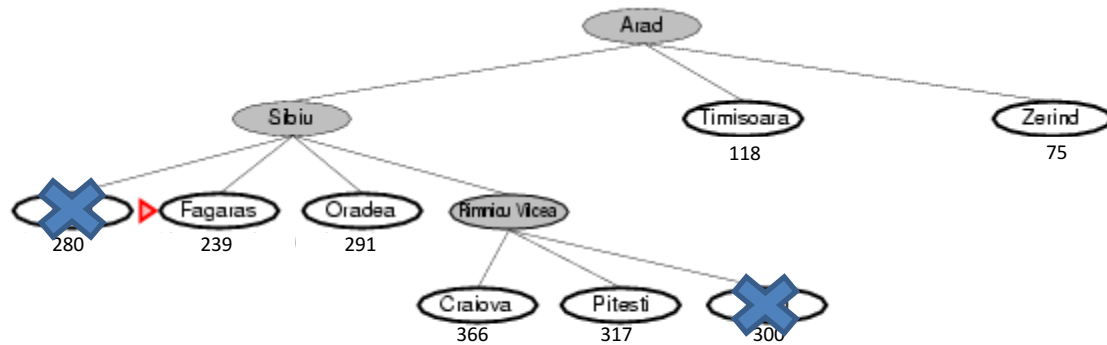 Arad
Sibiu
Timisoara
Zerind
118
75
Fagaras
Oradea
Rimnicu Vilcea
280
239
291
Craiova
Pitesti
366
317
300